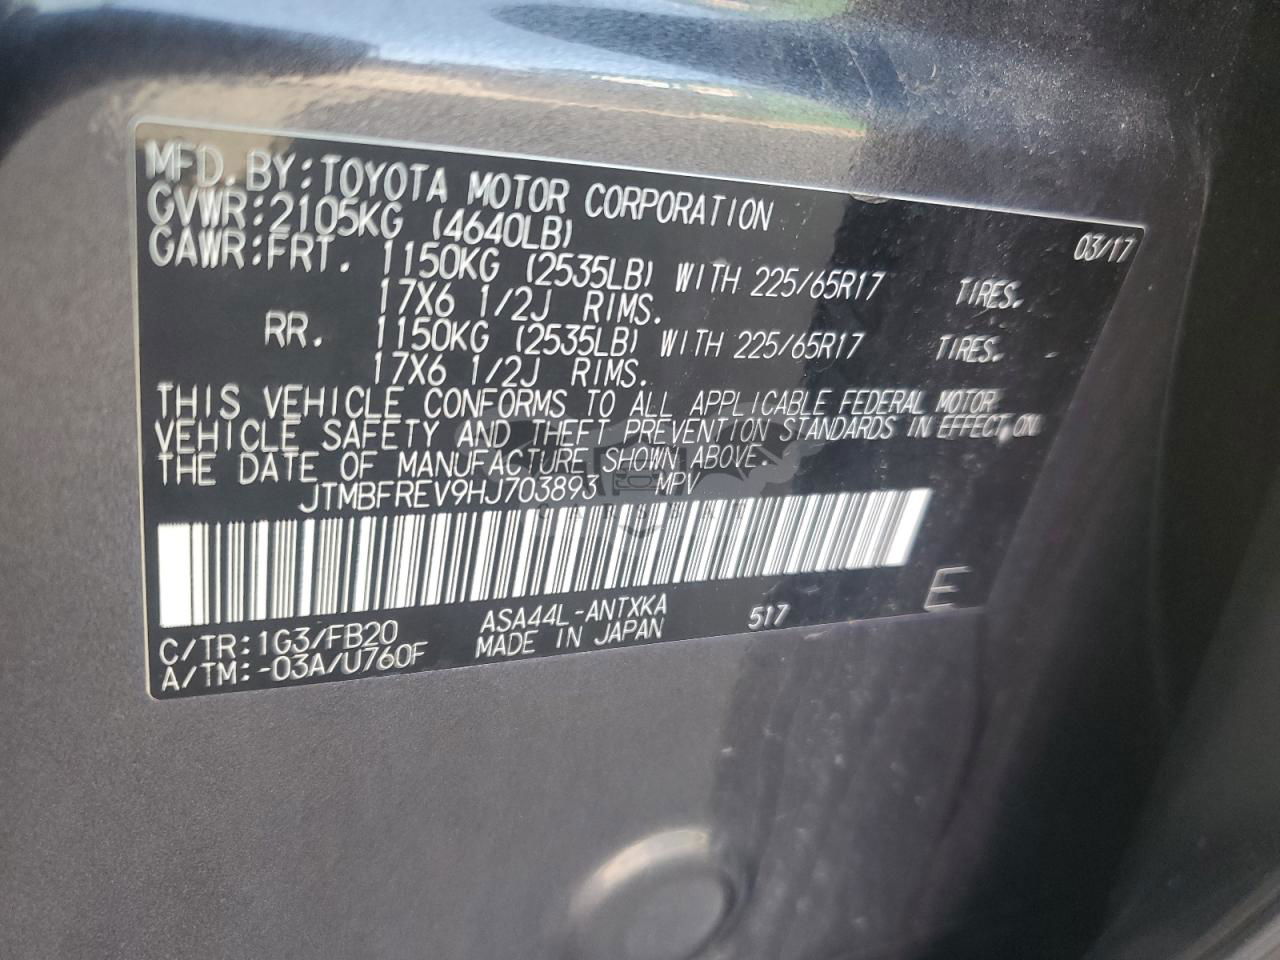 MFD. BY: TOYOTA MOTOR CORPORATION 03/17
GVWR: 2105KG (4640LB)
GAWR: FRT. 1150KG (2535LB) WITH 225/65R17 TIRES.
17X6 1/2J RIMS.
RR. 1150KG (2535LB) WITH 225/65R17 TIRES.
17X6 1/2J RIMS.
THIS VEHICLE CONFORMS TO ALL APPLICABLE FEDERAL MOTOR
VEHICLE SAFETY AND THEFT PREVENTION STANDARDS IN EFFECT ON
THE DATE OF MANUFACTURE SHOWN ABOVE.
JTMBFREV9HJ703893 MPV
C/TR: 1G3/FB20 ASA44L-ANTXKA 517 E
A/TM: -03A/U760F MADE IN JAPAN